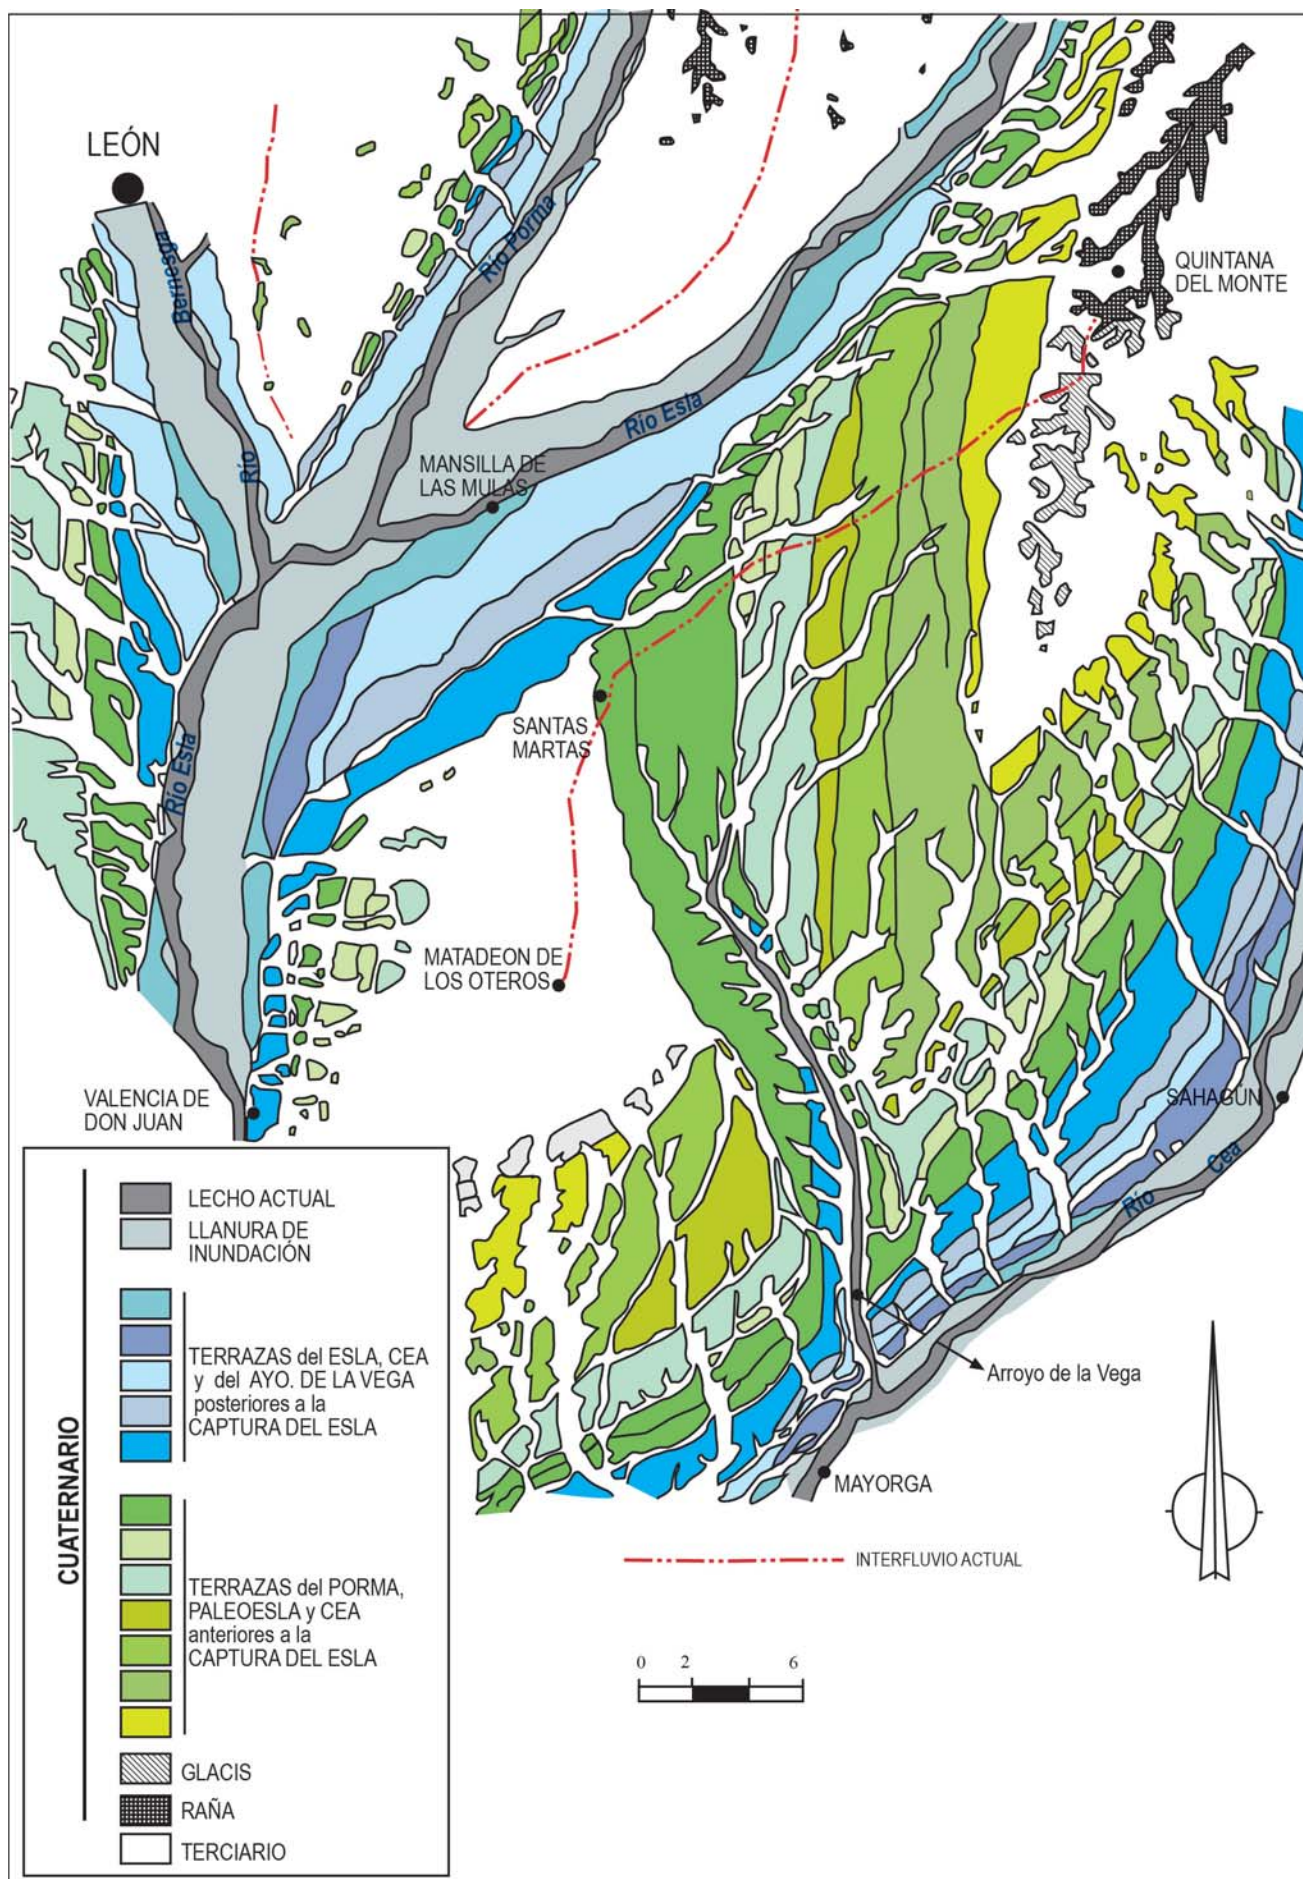 LEÓN
Bernesga
Río
Río Porma
Río Esla
QUINTANA
DEL MONTE
MANSILLA DE
LAS MULAS
Río Esla
SANTAS
MARTAS
MATADEON DE
LOS OTEROS
VALENCIA DE
DON JUAN
SAHAGÚN
Río Cea
Arroyo de la Vega
MAYORGA
INTERFLUVIO ACTUAL
0 2 6
CUATERNARIO
LECHO ACTUAL
LLANURA DE
INUNDACIÓN
TERRAZAS del ESLA, CEA
y del AYO. DE LA VEGA
posteriores a la
CAPTURA DEL ESLA
TERRAZAS del PORMA,
PALEOESLA y CEA
anteriores a la
CAPTURA DEL ESLA
GLACIS
RAÑA
TERCIARIO